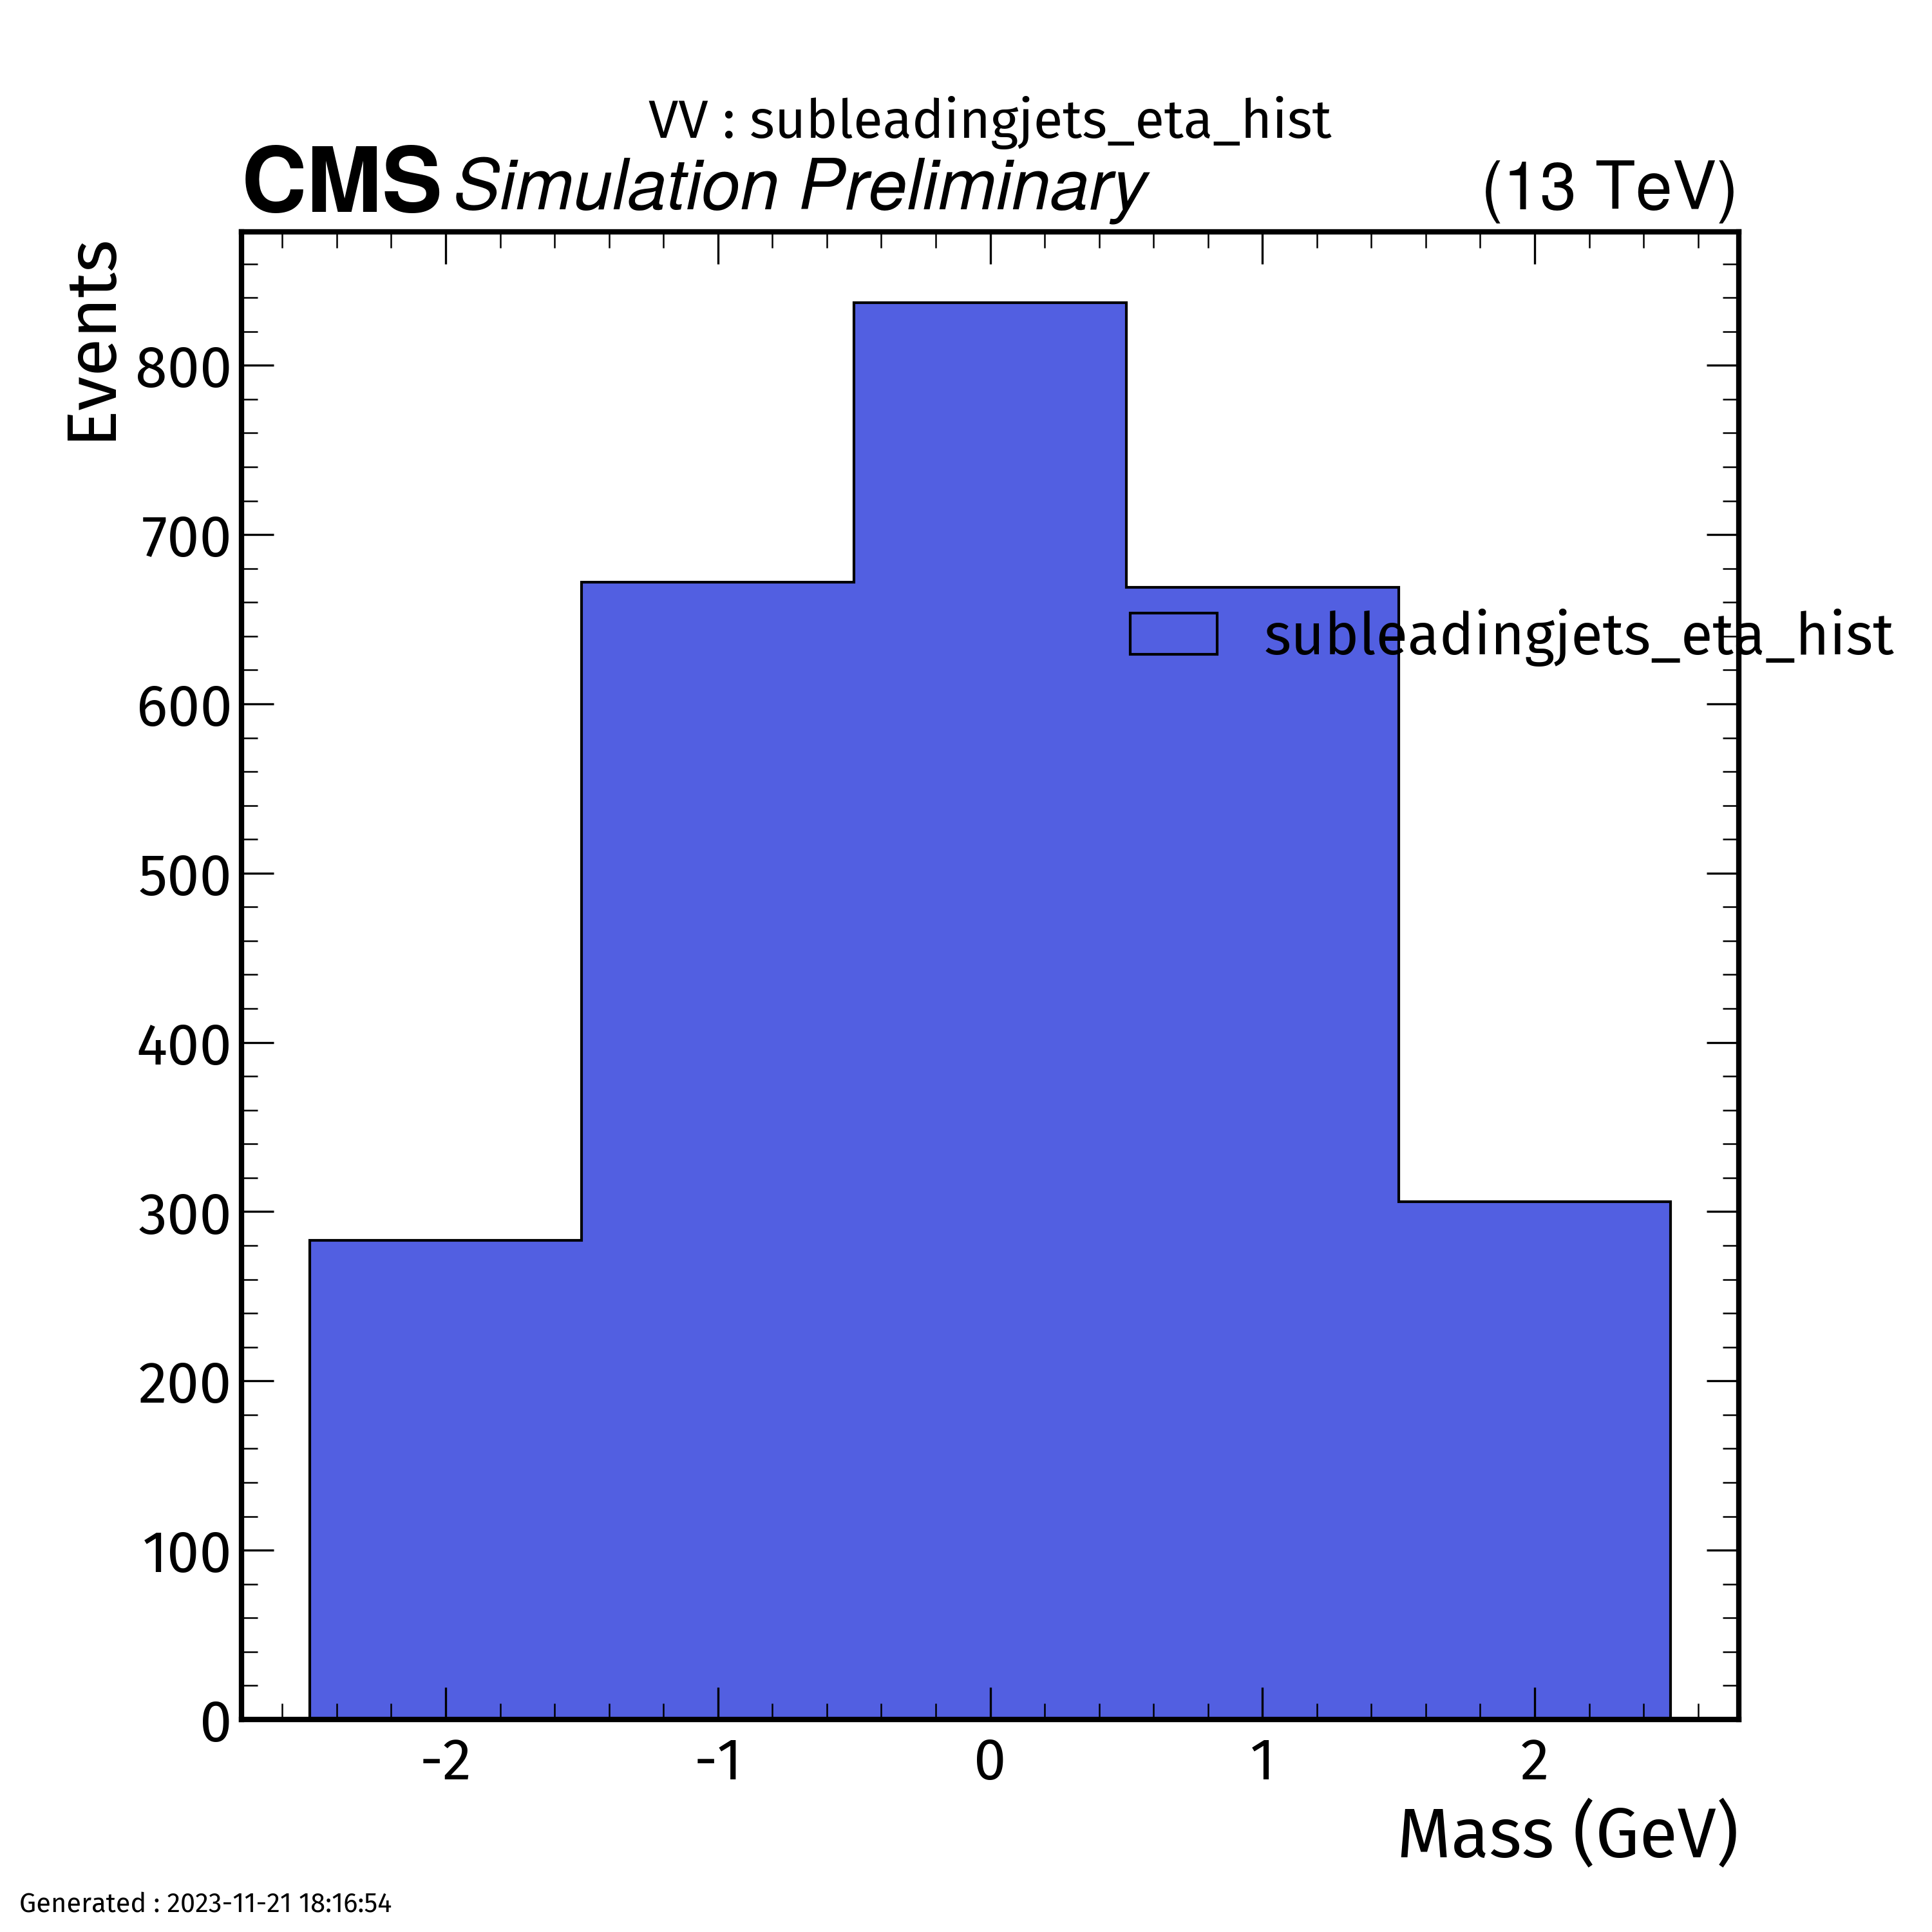 VV : subleadingjets_eta_hist
CMS Simulation Preliminary (13 TeV)
Events
800
700
600
500
400
300
200
100
0
subleadingjets_eta_hist
-2 -1 0 1 2
Mass (GeV)
Generated : 2023-11-21 18:16:54